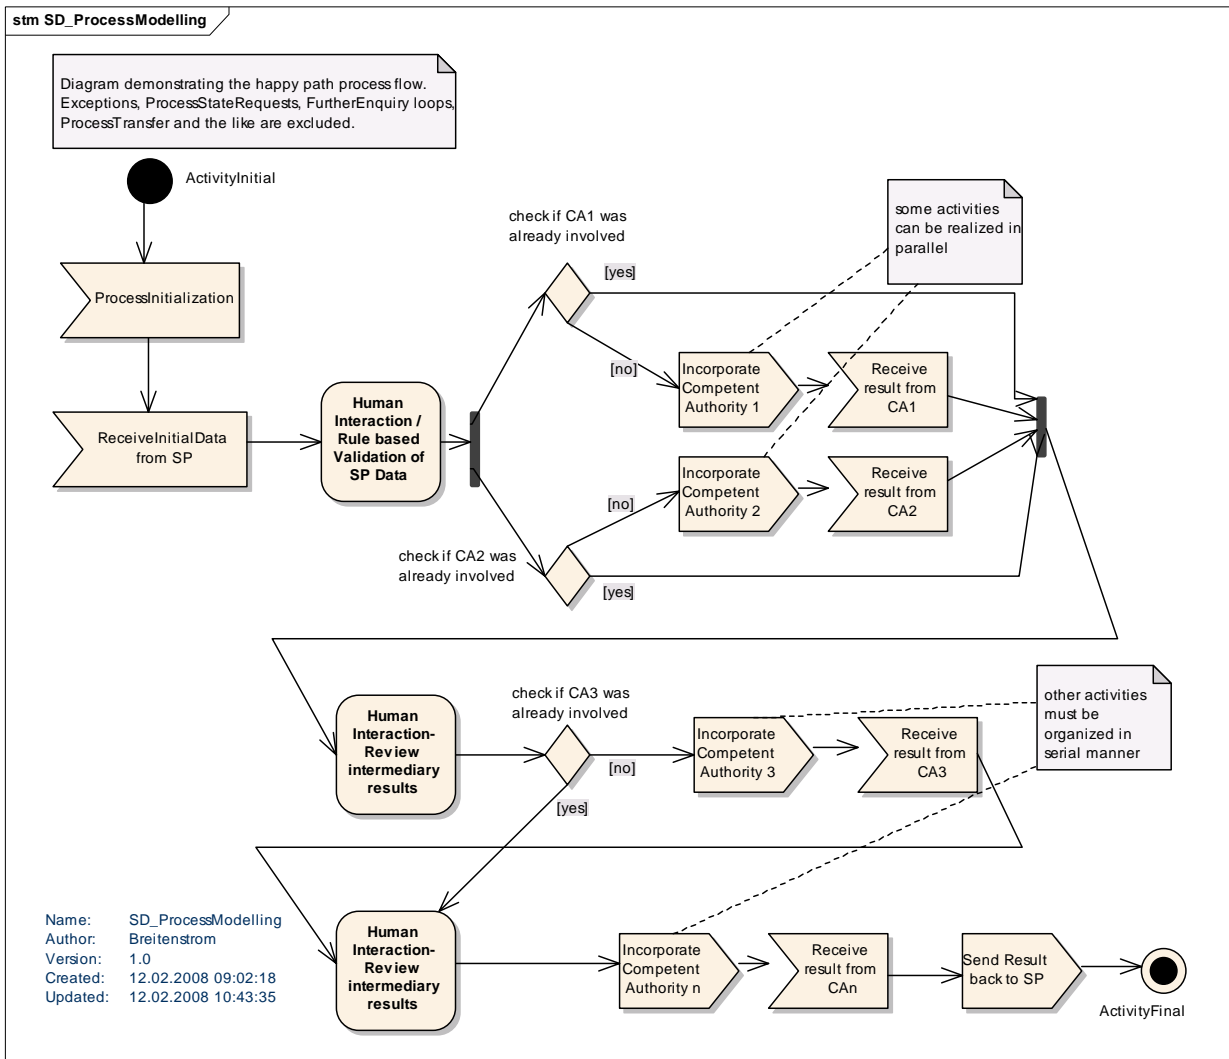 stm SD_ProcessModelling
Diagram demonstrating the happy path process flow.
Exceptions, ProcessStateRequests, FurtherEnquiry loops,
ProcessTransfer and the like are excluded.
ActivityInitial
ProcessInitialization
ReceiveInitialData
from SP
Human
Interaction /
Rule based
Validation of
SP Data
check if CA1 was
already involved
[yes]
[no]
some activities
can be realized in
parallel
Incorporate
Competent
Authority 1
Receive
result from
CA1
Incorporate
Competent
Authority 2
Receive
result from
CA2
[no]
check if CA2 was
already involved
[yes]
Human
Interaction-
Review
intermediary
results
check if CA3 was
already involved
[no]
[yes]
Incorporate
Competent
Authority 3
Receive
result from
CA3
other activities
must be
organized in
serial manner
Human
Interaction-
Review
intermediary
results
Incorporate
Competent
Authority n
Receive
result from
CAn
Send Result
back to SP
ActivityFinal
Name: SD_ProcessModelling
Author: Breitenstrom
Version: 1.0
Created: 12.02.2008 09:02:18
Updated: 12.02.2008 10:43:35